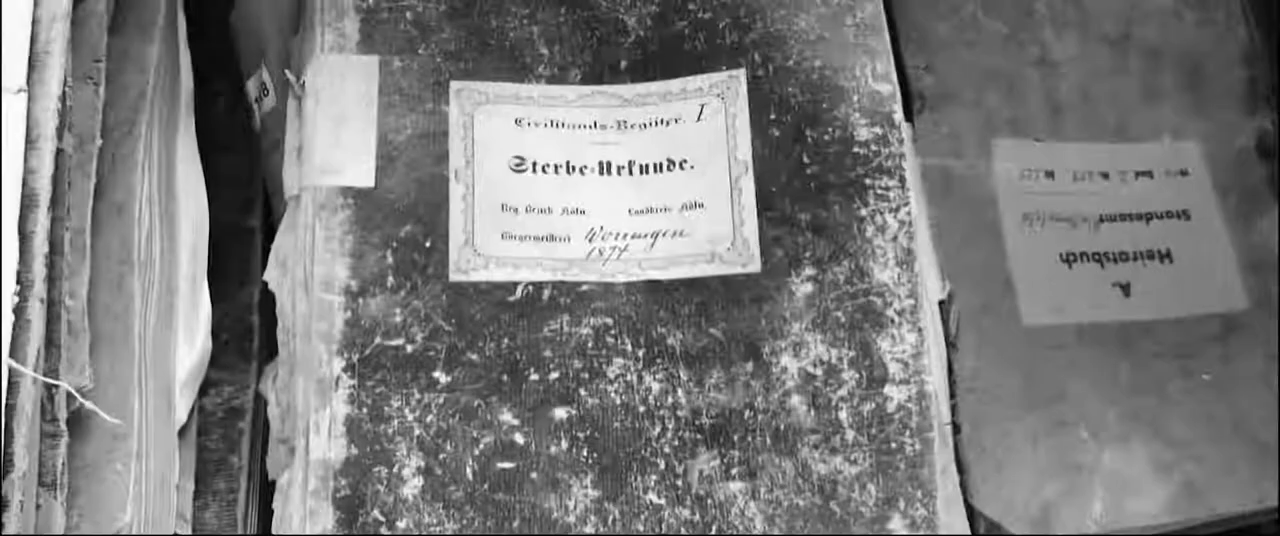 Civilstands-Register. I
Sterbe-Urkunde.
Reg. Bezirk Köln. Landkreis Köln.
Bürgermeisterei Worringen
1874
A.
Heiratsbuch
Standesamt